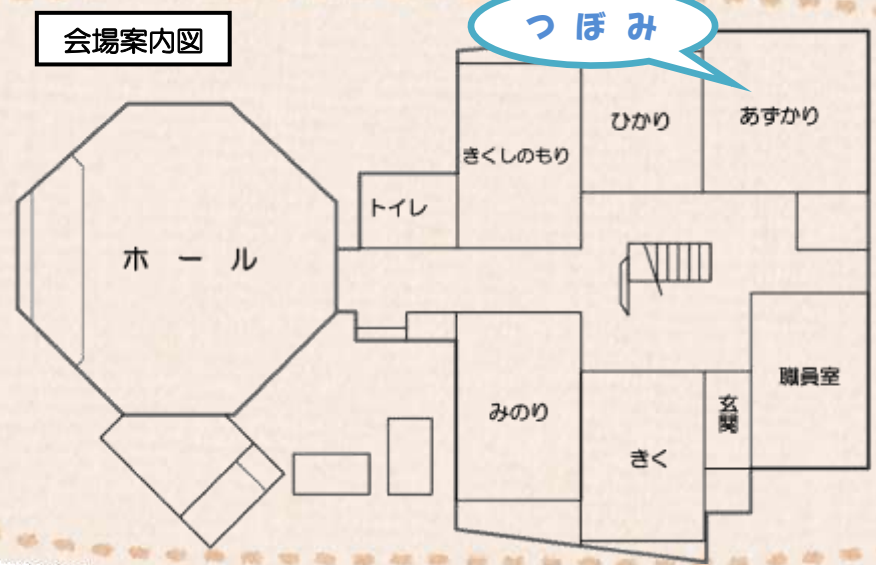 会場案内図
つ ぼ み
ひかり
あずかり
きくしのもり
トイレ
ホ ー ル
みのり
きく
玄関
職員室